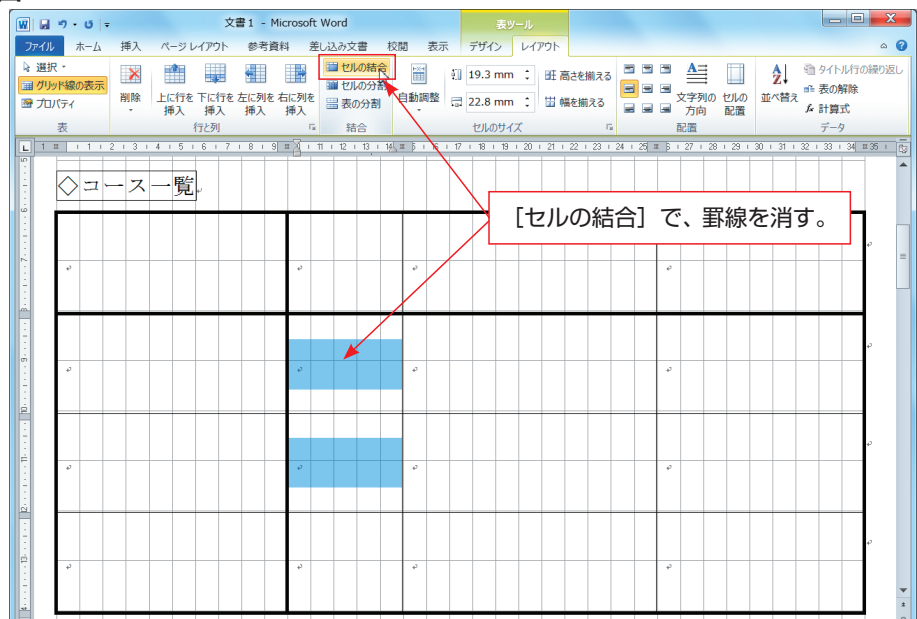 文書1 - Microsoft Word
表ツール
ファイル ホーム 挿入 ページ レイアウト 参考資料 差し込み文書 校閲 表示 デザイン レイアウト
選択
グリッド線の表示
プロパティ
表
削除
上に行を挿入
下に行を挿入
左に列を挿入
右に列を挿入
行と列
セルの結合
セルの分割
表の分割
結合
自動調整
19.3 mm
22.8 mm
高さを揃える
幅を揃える
セルのサイズ
文字列の方向
セルの配置
配置
並べ替え
タイトル行の繰り返し
表の解除
計算式
データ
◇コース一覧
［セルの結合］で、罫線を消す。